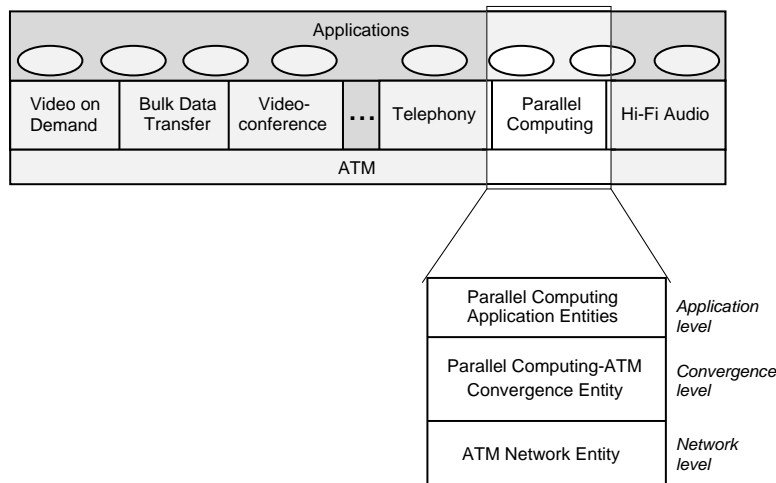 Applications
Video on
Demand
Bulk Data
Transfer
Video-
conference
...
Telephony
Parallel
Computing
Hi-Fi Audio
ATM
Parallel Computing
Application Entities
Application
level
Parallel Computing-ATM
Convergence Entity
Convergence
level
ATM Network Entity
Network
level